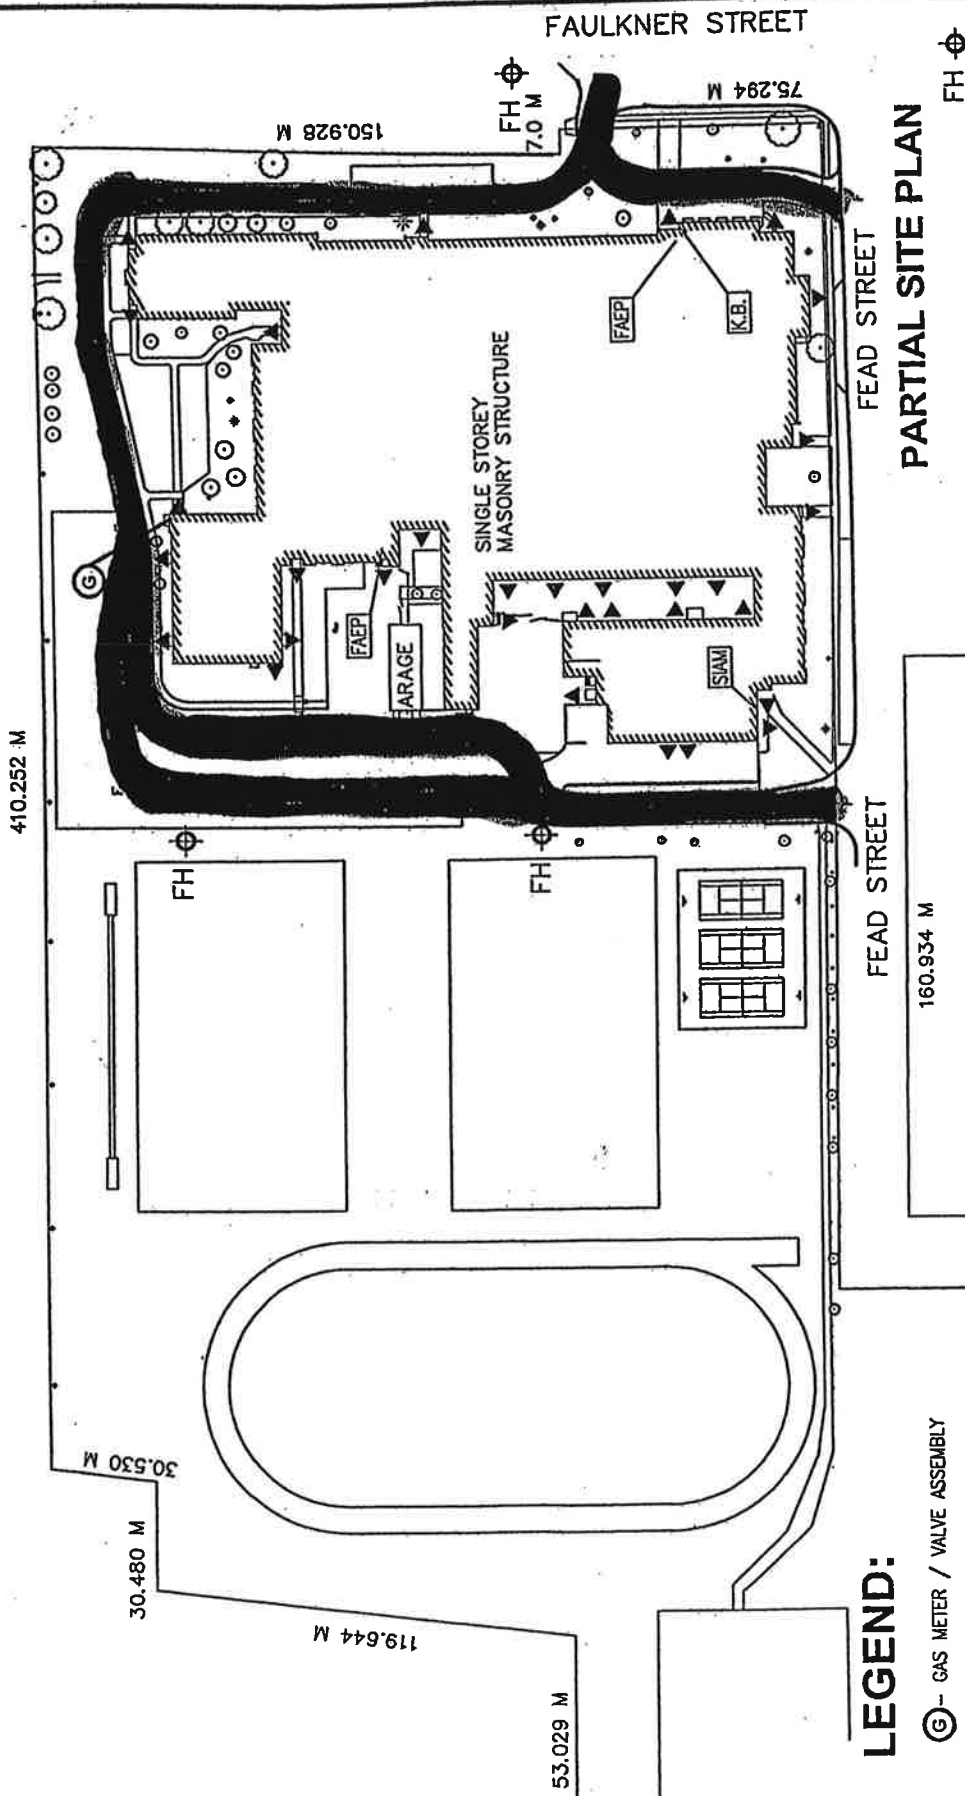 FAULKNER STREET
FH
7.0 M
75.294 M
FH
150.928 M
FEAD STREET
PARTIAL SITE PLAN
FAEP
K.B.
SINGLE STOREY
MASONRY STRUCTURE
G
FAEP
ARAGE
SIAM
410.252 M
FH
FH
FEAD STREET
160.934 M
30.530 M
30.480 M
119.644 M
53.029 M
LEGEND:
G - GAS METER / VALVE ASSEMBLY